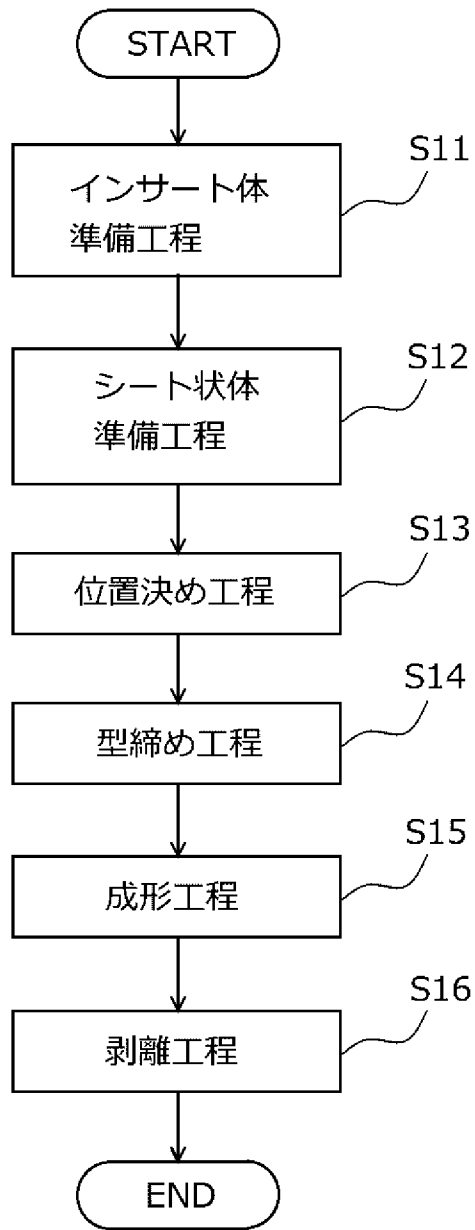 START
S11
インサート体
準備工程
S12
シート状体
準備工程
S13
位置決め工程
S14
型締め工程
S15
成形工程
S16
剥離工程
END